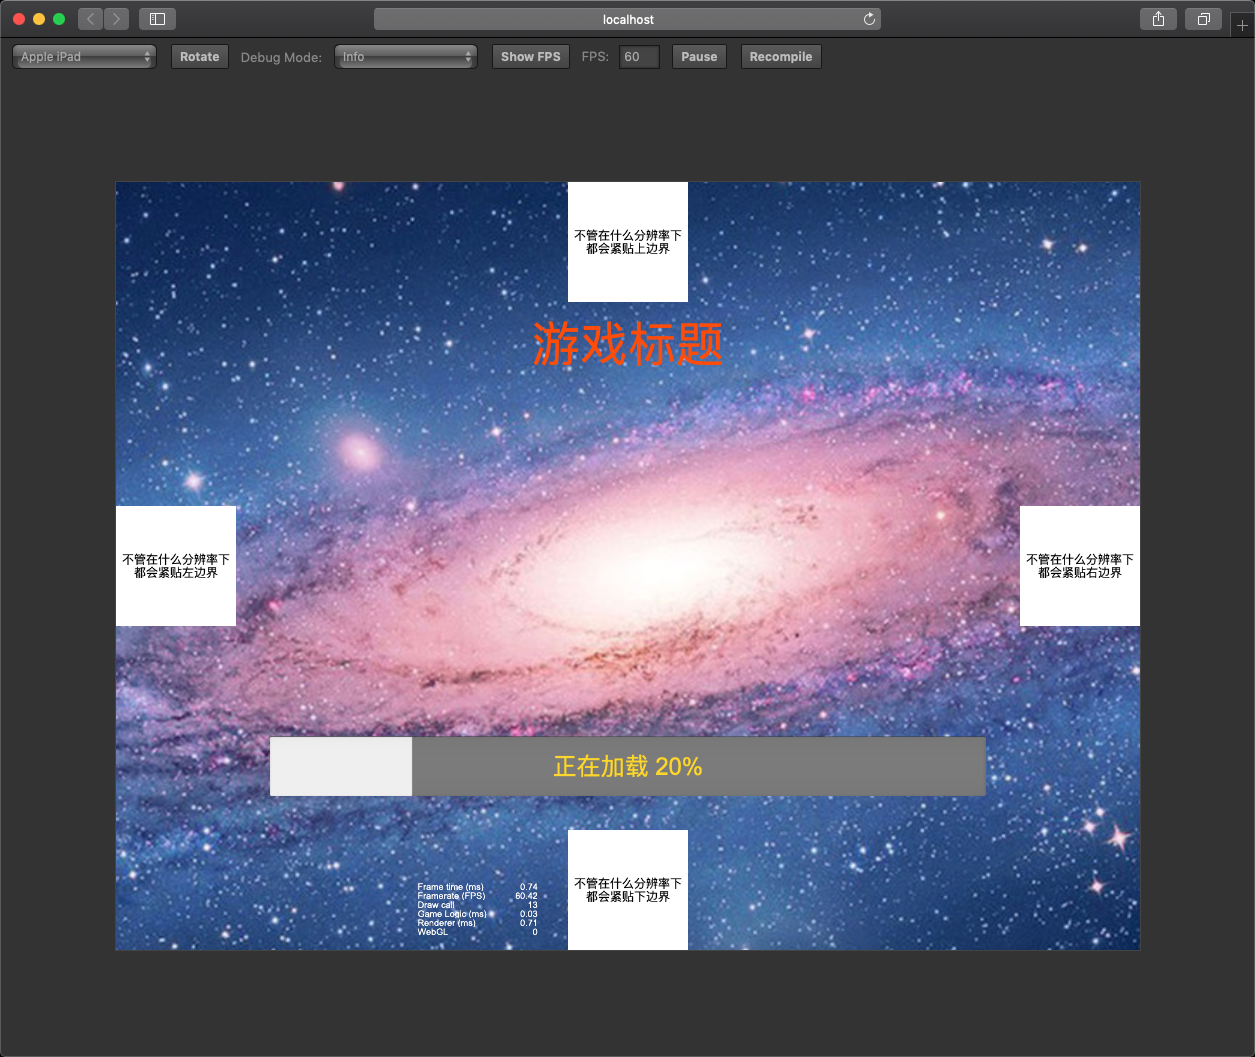 localhost
Apple iPad Rotate Debug Mode: Info Show FPS FPS: 60 Pause Recompile
不管在什么分辨率下
都会紧贴上边界
游戏标题
不管在什么分辨率下
都会紧贴左边界
不管在什么分辨率下
都会紧贴右边界
正在加载 20%
不管在什么分辨率下
都会紧贴下边界
Frame time (ms) 0.74
Framerate (FPS) 60.42
Draw call 13
Game Logic (ms) 0.03
Renderer (ms) 0.71
WebGL 0